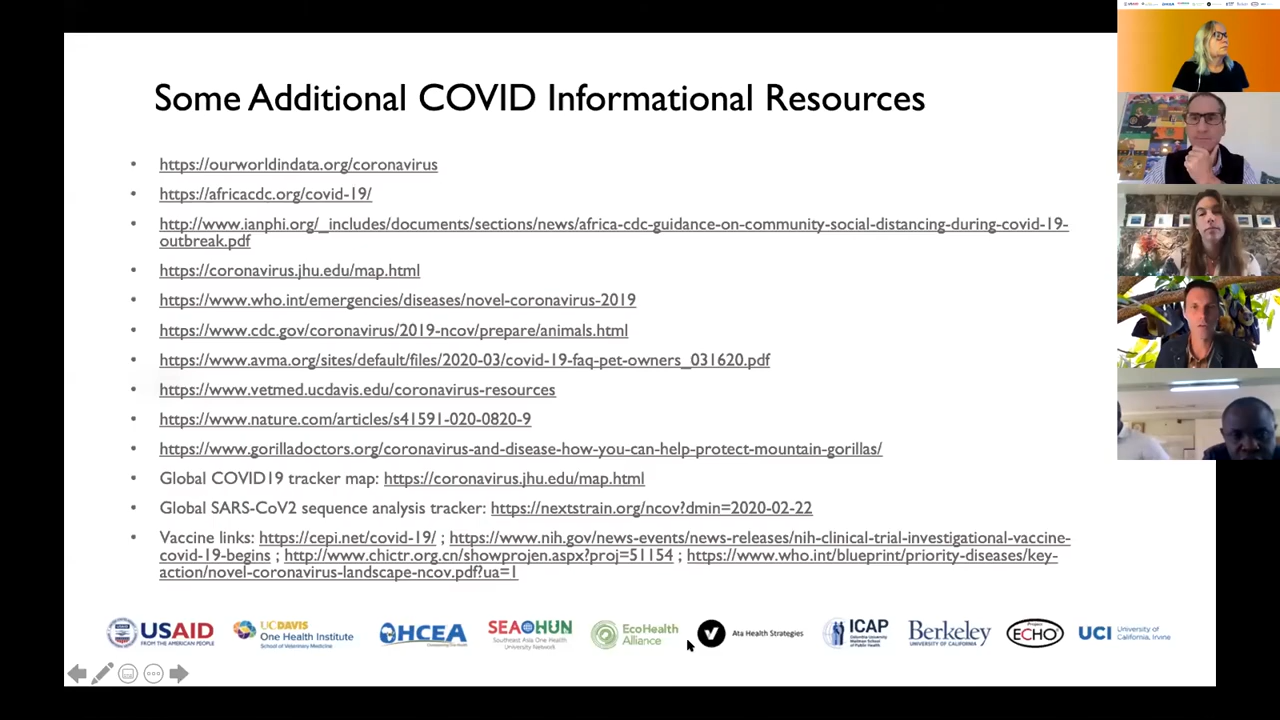 Some Additional COVID Informational Resources
• https://ourworldindata.org/coronavirus
• https://africacdc.org/covid-19/
• http://www.ianphi.org/_includes/documents/sections/news/africa-cdc-guidance-on-community-social-distancing-during-covid-19-
outbreak.pdf
• https://coronavirus.jhu.edu/map.html
• https://www.who.int/emergencies/diseases/novel-coronavirus-2019
• https://www.cdc.gov/coronavirus/2019-ncov/prepare/animals.html
• https://www.avma.org/sites/default/files/2020-03/covid-19-faq-pet-owners_031620.pdf
• https://www.vetmed.ucdavis.edu/coronavirus-resources
• https://www.nature.com/articles/s41591-020-0820-9
• https://www.gorilladoctors.org/coronavirus-and-disease-how-you-can-help-protect-mountain-gorillas/
• Global COVID19 tracker map: https://coronavirus.jhu.edu/map.html
• Global SARS-CoV2 sequence analysis tracker: https://nextstrain.org/ncov?dmin=2020-02-22
• Vaccine links: https://cepi.net/covid-19/ ; https://www.nih.gov/news-events/news-releases/nih-clinical-trial-investigational-vaccine-
covid-19-begins ; http://www.chictr.org.cn/showprojen.aspx?proj=51154 ; https://www.who.int/blueprint/priority-diseases/key-
action/novel-coronavirus-landscape-ncov.pdf?ua=1
USAID
FROM THE AMERICAN PEOPLE
UCDAVIS
One Health Institute
School of Veterinary Medicine
OHCEA
SEAOHUN
Southeast Asia One Health
University Network
EcoHealth
Alliance
Ata Health Strategies
ICAP
Columbia University
Mailman School
of Public Health
Berkeley
UNIVERSITY OF CALIFORNIA
Project
ECHO
UCI University of
California, Irvine